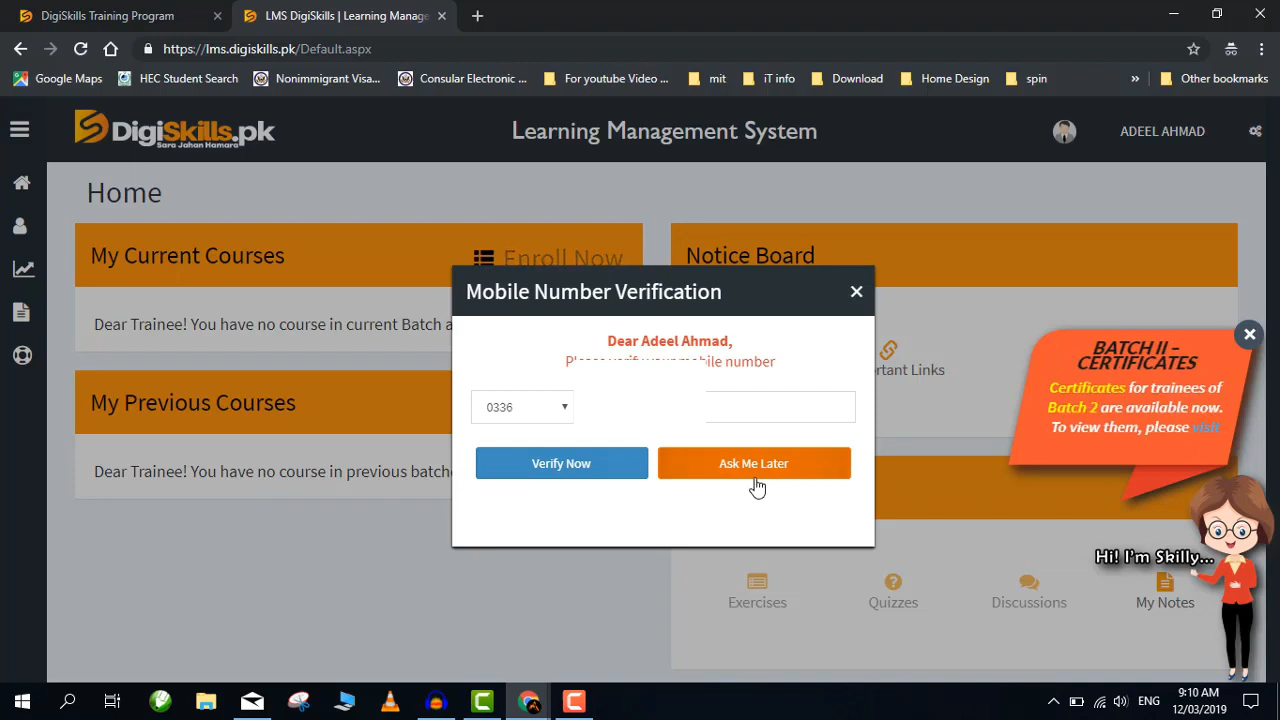 DigiSkills Training Program
LMS DigiSkills | Learning Manage
https://lms.digiskills.pk/Default.aspx
Google Maps HEC Student Search Nonimmigrant Visa... Consular Electronic ... For youtube Video ... mit iT info Download Home Design spin » Other bookmarks
DigiSkills.pk
Sara Jahan Hamara
Learning Management System
ADEEL AHMAD
Home
My Current Courses
Enroll Now
Notice Board
Dear Trainee! You have no course in current Batch a
My Previous Courses
Dear Trainee! You have no course in previous batche
Mobile Number Verification
Dear Adeel Ahmad,
Please verify your mobile number
0336
Verify Now
Ask Me Later
ortant Links
BATCH II –
CERTIFICATES
Certificates for trainees of
Batch 2 are available now.
To view them, please visit
Hi! I'm Skilly...
Exercises
Quizzes
Discussions
My Notes
ENG
9:10 AM
12/03/2019